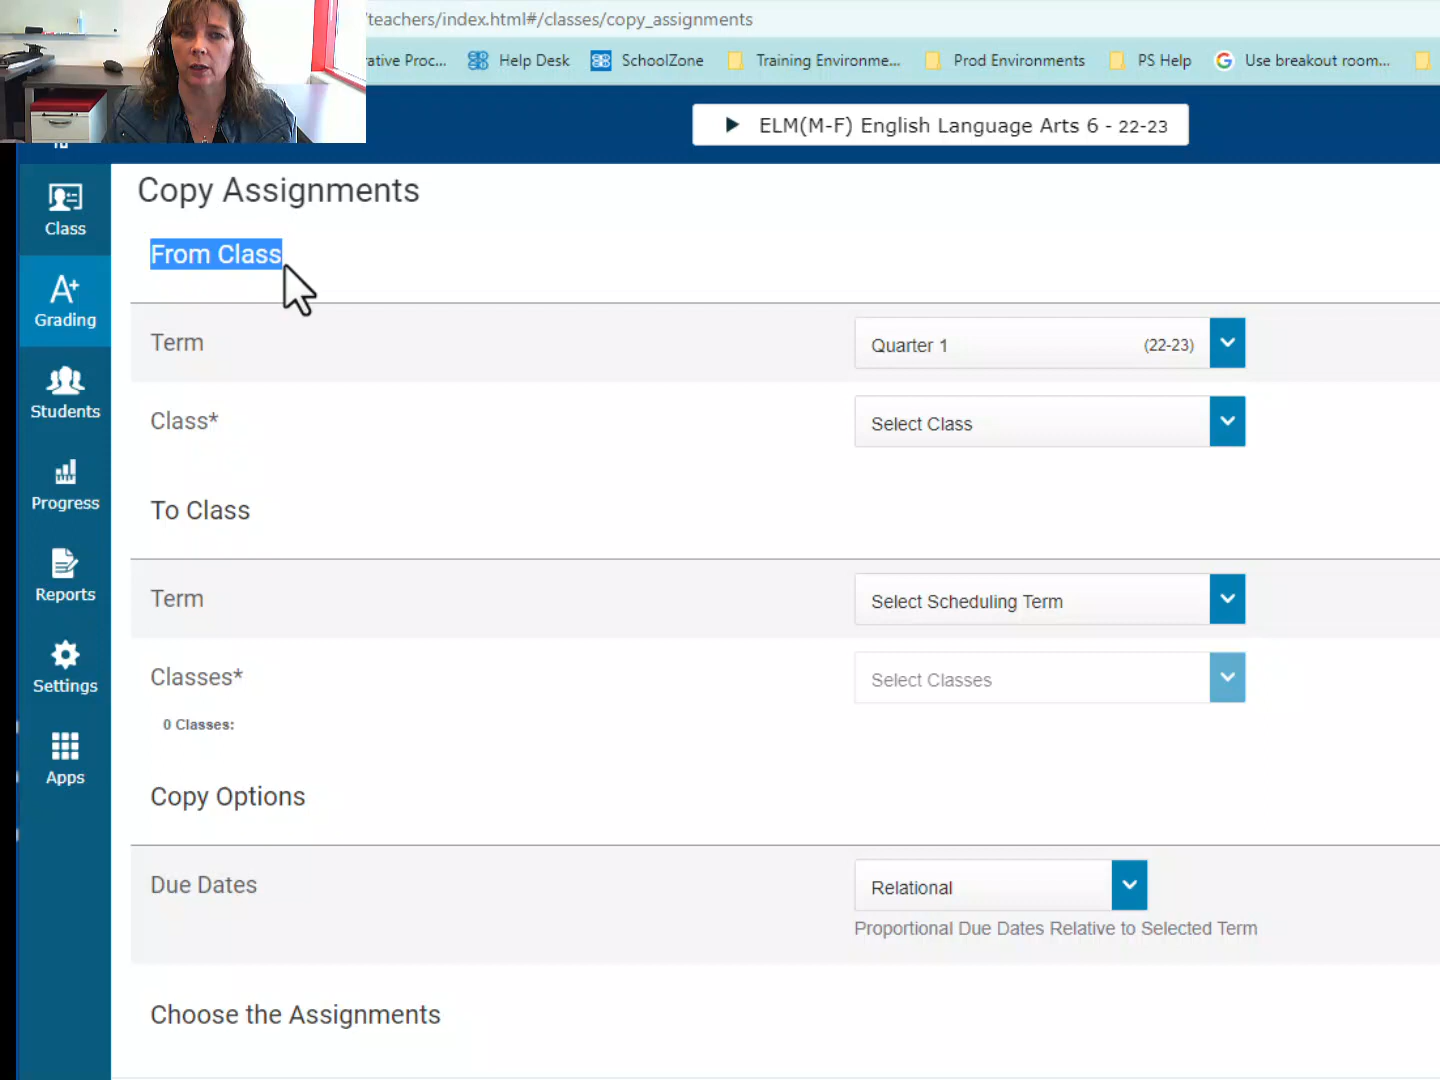 /teachers/index.html#/classes/copy_assignments
ative Proc... Help Desk SchoolZone Training Environme... Prod Environments PS Help Use breakout room...
ELM(M-F) English Language Arts 6 - 22-23
Class
Grading
Students
Progress
Reports
Settings
Apps
Copy Assignments
From Class
Term Quarter 1 (22-23)
Class* Select Class
To Class
Term Select Scheduling Term
Classes* Select Classes
0 Classes:
Copy Options
Due Dates Relational
Proportional Due Dates Relative to Selected Term
Choose the Assignments